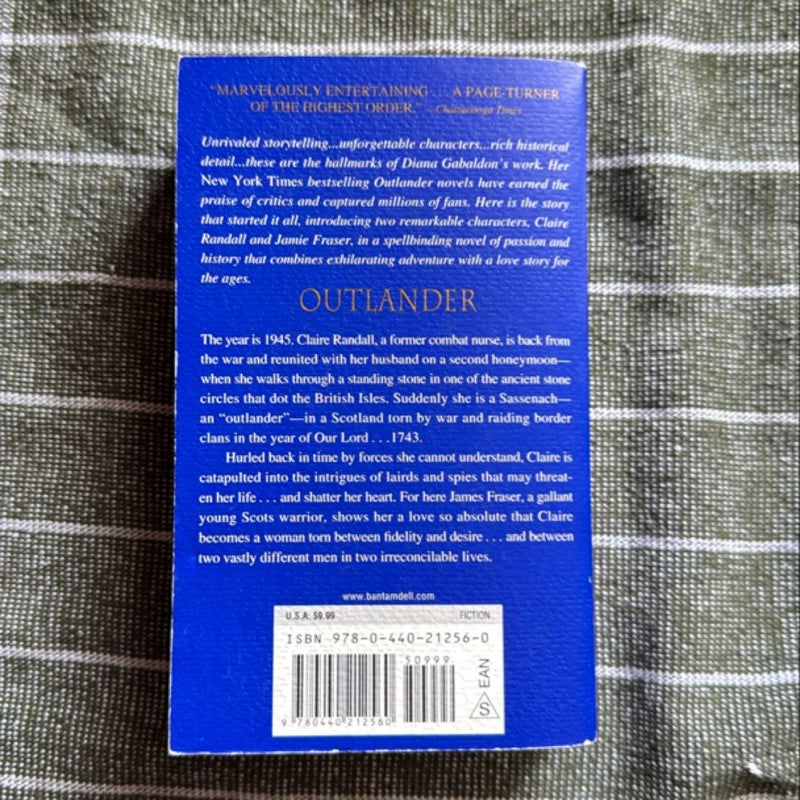 "MARVELOUSLY ENTERTAINING . . . . A PAGE-TURNER
OF THE HIGHEST ORDER." – Chattanooga Times
Unrivaled storytelling...unforgettable characters...rich historical
detail...these are the hallmarks of Diana Gabaldon's work. Her
New York Times bestselling Outlander novels have earned the
praise of critics and captured millions of fans. Here is the story
that started it all, introducing two remarkable characters, Claire
Randall and Jamie Fraser, in a spellbinding novel of passion and
history that combines exhilarating adventure with a love story for
the ages.
OUTLANDER
The year is 1945. Claire Randall, a former combat nurse, is back from
the war and reunited with her husband on a second honeymoon—
when she walks through a standing stone in one of the ancient stone
circles that dot the British Isles. Suddenly she is a Sassenach—
an "outlander"—in a Scotland torn by war and raiding border
clans in the year of Our Lord . . . 1743.
Hurled back in time by forces she cannot understand, Claire is
catapulted into the intrigues of lairds and spies that may threat-
en her life . . . and shatter her heart. For here James Fraser, a gallant
young Scots warrior, shows her a love so absolute that Claire
becomes a woman torn between fidelity and desire . . . and between
two vastly different men in two irreconcilable lives.
www.bantamdell.com
U.S.A. $9.99 FICTION
ISBN 978-0-440-21256-0
50999
9 780440 212560
EAN
S